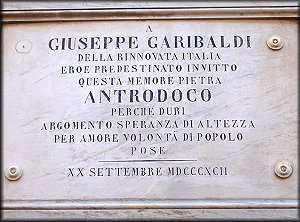 A
GIUSEPPE GARIBALDI
DELLA RINNOVATA ITALIA
EROE PREDESTINATO INVITTO
QUESTA MEMORE PIETRA
ANTRODOCO
PERCHÈ DURI
ARGOMENTO SPERANZA DI ALTEZZA
PER AMORE VOLONTÀ DI POPOLO
POSE
XX SETTEMBRE MDCCCXCII